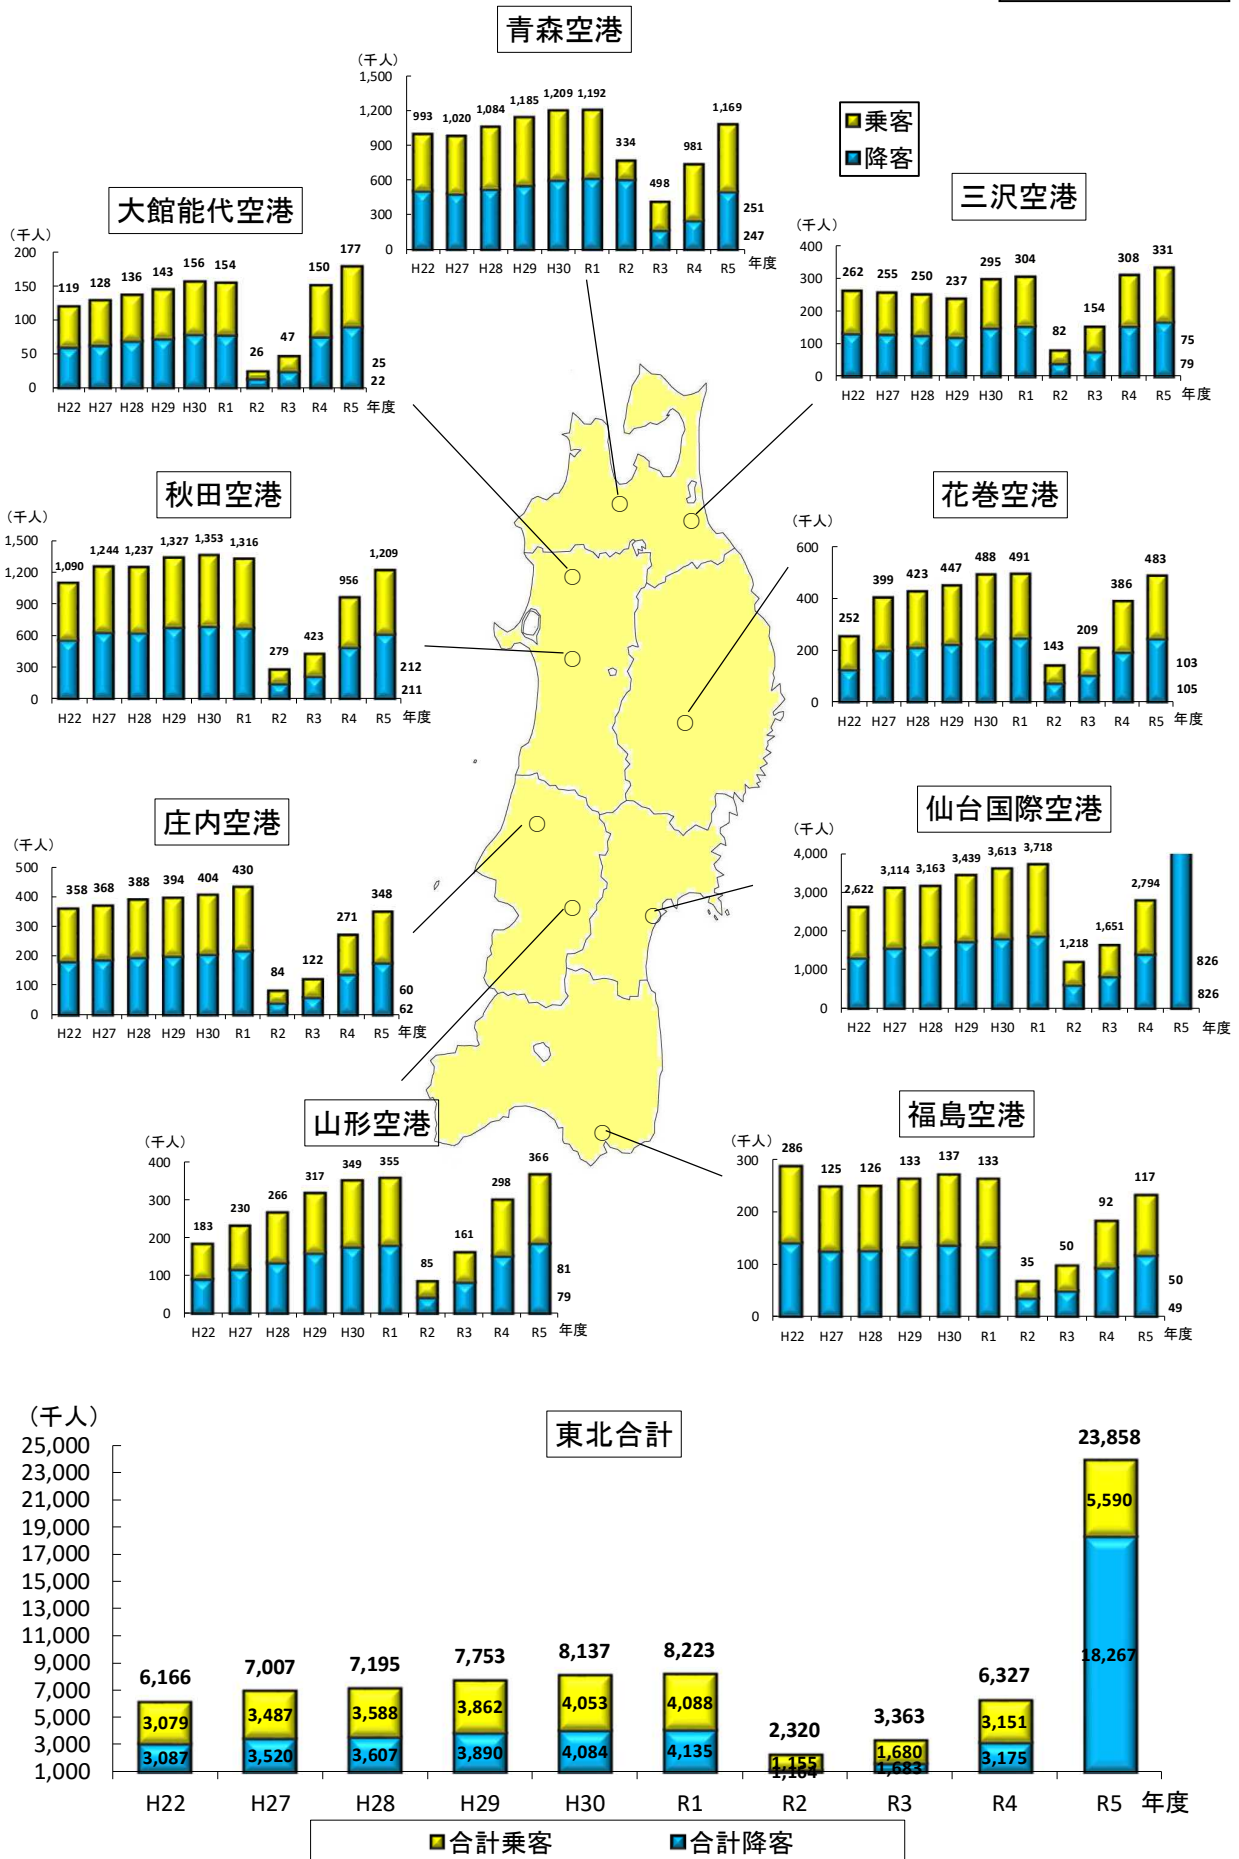 青森空港
(千人)
1,500
1,200
900
600
300
0
993 1,020 1,084 1,185 1,209 1,192 334 498 981 1,169
251
247
H22 H27 H28 H29 H30 R1 R2 R3 R4 R5 年度
乗客
降客
大館能代空港
(千人)
200
150
100
50
0
119 128 136 143 156 154 26 47 150 177
25
22
H22 H27 H28 H29 H30 R1 R2 R3 R4 R5 年度
三沢空港
(千人)
400
300
200
100
0
262 255 250 237 295 304 82 154 308 331
75
79
H22 H27 H28 H29 H30 R1 R2 R3 R4 R5 年度
秋田空港
(千人)
1,500
1,200
900
600
300
0
1,090 1,244 1,237 1,327 1,353 1,316 279 423 956 1,209
212
211
H22 H27 H28 H29 H30 R1 R2 R3 R4 R5 年度
花巻空港
(千人)
600
400
200
0
252 399 423 447 488 491 143 209 386 483
103
105
H22 H27 H28 H29 H30 R1 R2 R3 R4 R5 年度
庄内空港
(千人)
500
400
300
200
100
0
358 368 388 394 404 430 84 122 271 348
60
62
H22 H27 H28 H29 H30 R1 R2 R3 R4 R5 年度
仙台国際空港
(千人)
4,000
3,000
2,000
1,000
0
2,622 3,114 3,163 3,439 3,613 3,718 1,218 1,651 2,794
826
826
H22 H27 H28 H29 H30 R1 R2 R3 R4 R5 年度
山形空港
(千人)
400
300
200
100
0
183 230 266 317 349 355 85 161 298 366
81
79
H22 H27 H28 H29 H30 R1 R2 R3 R4 R5 年度
福島空港
(千人)
300
200
100
0
286 125 126 133 137 133 35 50 92 117
50
49
H22 H27 H28 H29 H30 R1 R2 R3 R4 R5 年度
東北合計
(千人)
25,000
23,000
21,000
19,000
17,000
15,000
13,000
11,000
9,000
7,000
5,000
3,000
1,000
6,166 7,007 7,195 7,753 8,137 8,223 2,320 3,363 6,327 23,858
3,079 3,487 3,588 3,862 4,053 4,088 1,155 1,680 3,151 5,590
3,087 3,520 3,607 3,890 4,084 4,135 1,164 1,683 3,175 18,267
H22 H27 H28 H29 H30 R1 R2 R3 R4 R5 年度
合計乗客 合計降客